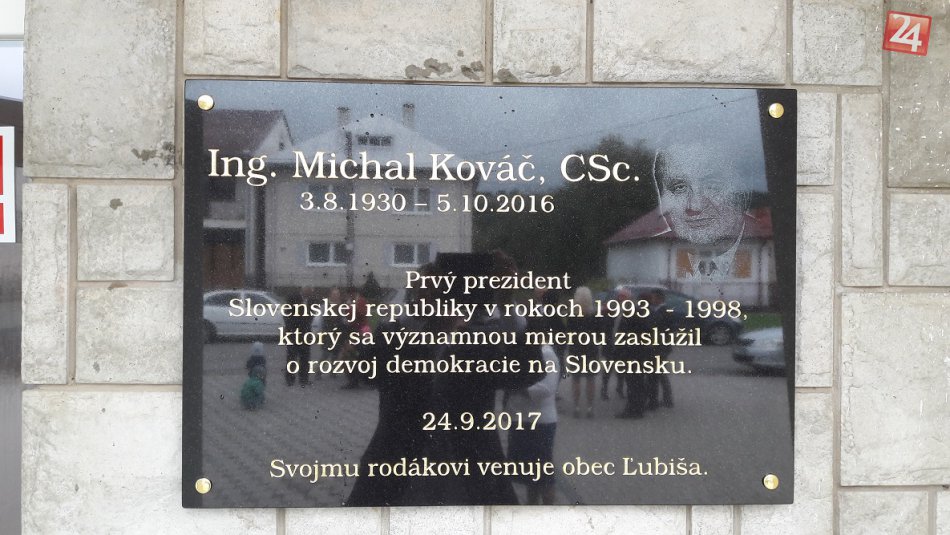 24
Ing. Michal Kováč, CSc.
3.8.1930 – 5.10.2016
Prvý prezident
Slovenskej republiky v rokoch 1993 - 1998,
ktorý sa významnou mierou zaslúžil
o rozvoj demokracie na Slovensku.
24.9.2017
Svojmu rodákovi venuje obec Ľubiša.